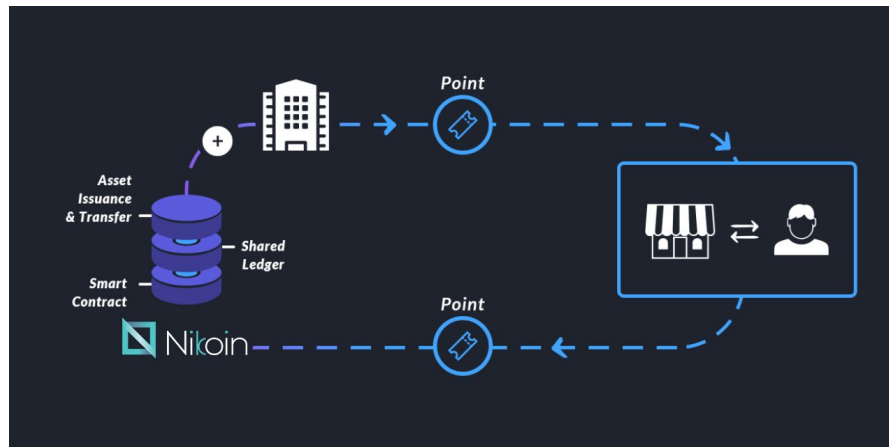 Point
+
Asset
Issuance
& Transfer
Shared
Ledger
Smart
Contract
Point
Nikoin